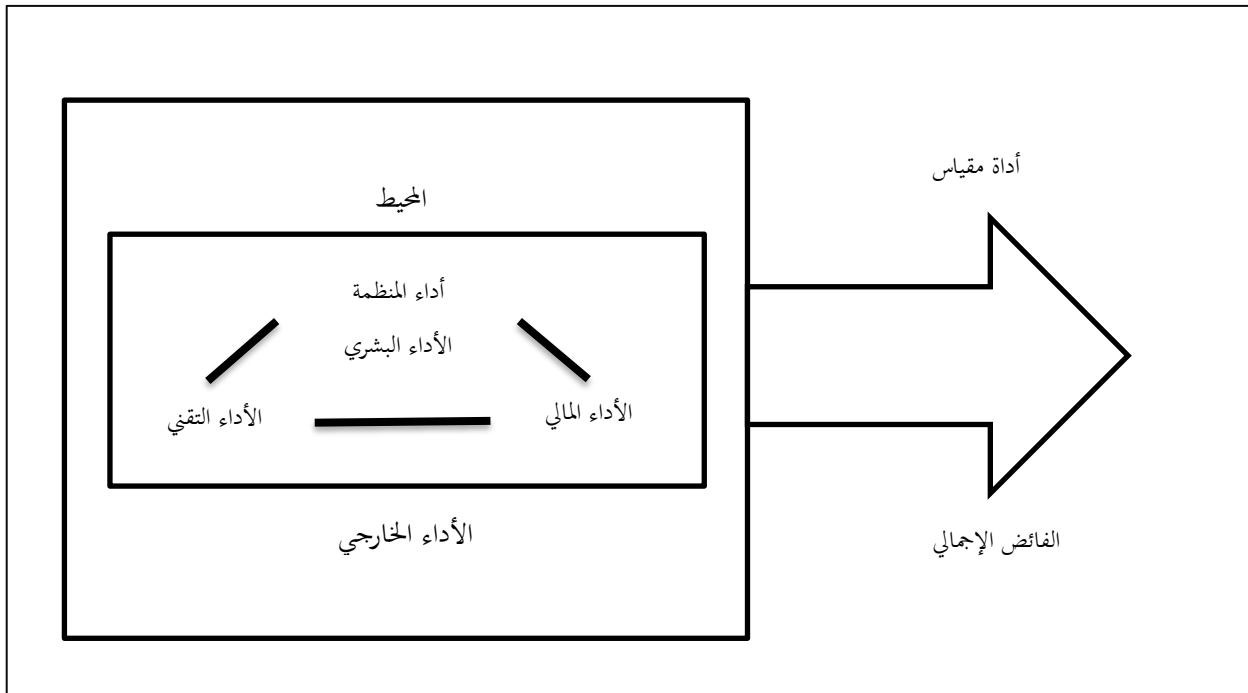 أداة مقياس
المحيط
أداء المنظمة
الأداء البشري
الأداء المالي
الأداء التقني
الأداء الخارجي
الفائض الإجمالي